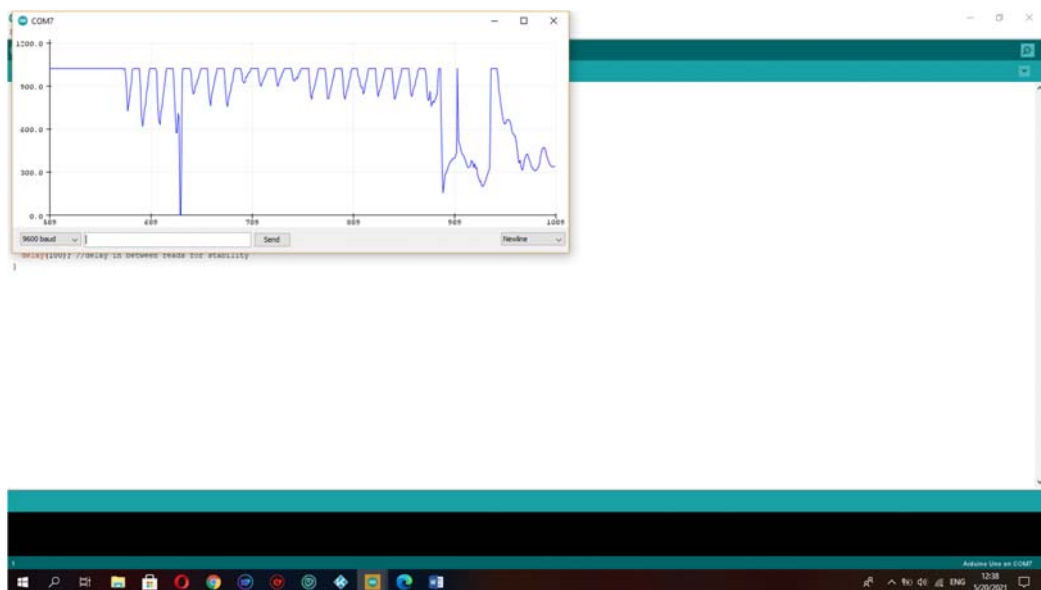 COM7
1200.0
900.0
600.0
300.0
0.0
509
609
709
809
909
1009
9600 baud
Send
Newline
delay(100); //delay in between reads for stability
}
1
Arduino Uno on COM7
ENG
12:38
5/20/2021